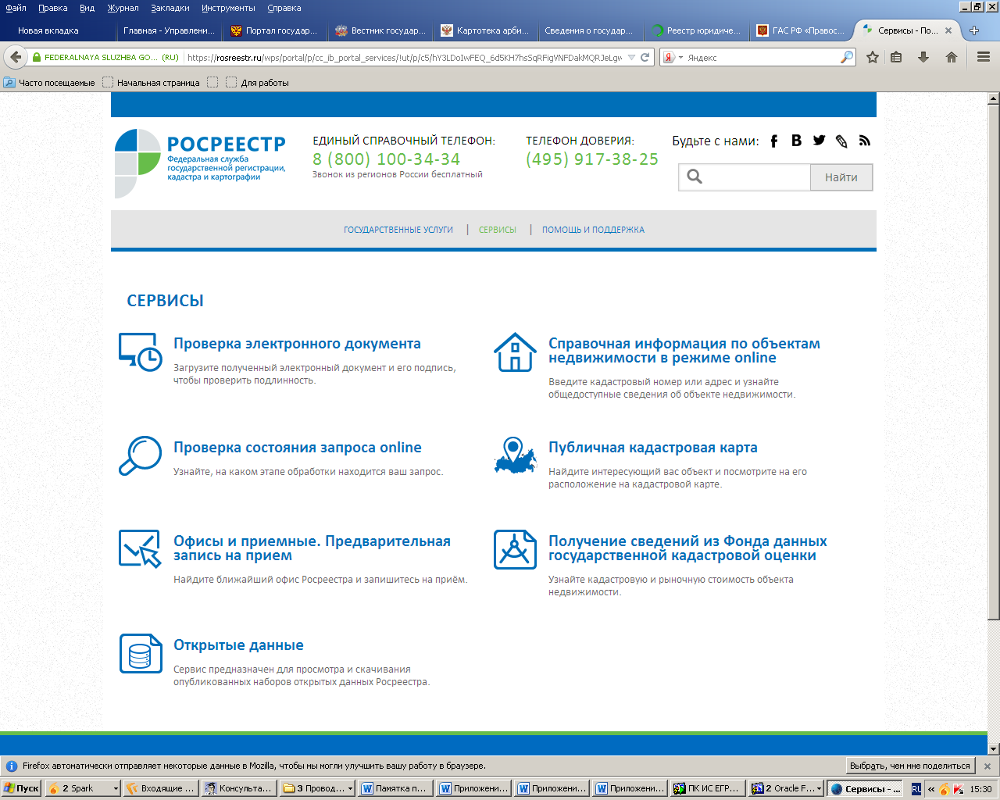 Файл Правка Вид Журнал Закладки Инструменты Справка
Новая вкладка
Главная - Управлени...
Портал государ...
Вестник государ...
Картотека арби...
Сведения о государ...
Реестр юридиче...
ГАС РФ «Правос...
Сервисы - По...
FEDERALNAYA SLUZHBA GO... (RU)
https://rosreestr.ru/wps/portal/p/cc_ib_portal_services/!ut/p/c5/hY3LDoIwFEQ_6d5KH7hsSqRFigVNFDakMQRJeLgw
Яндекс
Часто посещаемые
Начальная страница
Для работы
РОСРЕЕСТР
Федеральная служба
государственной регистрации,
кадастра и картографии
ЕДИНЫЙ СПРАВОЧНЫЙ ТЕЛЕФОН:
8 (800) 100-34-34
Звонок из регионов России бесплатный
ТЕЛЕФОН ДОВЕРИЯ:
(495) 917-38-25
Будьте с нами:
Найти
ГОСУДАРСТВЕННЫЕ УСЛУГИ | СЕРВИСЫ | ПОМОЩЬ И ПОДДЕРЖКА
СЕРВИСЫ
Проверка электронного документа
Загрузите полученный электронный документ и его подпись,
чтобы проверить подлинность.
Справочная информация по объектам
недвижимости в режиме online
Введите кадастровый номер или адрес и узнайте
общедоступные сведения об объекте недвижимости.
Проверка состояния запроса online
Узнайте, на каком этапе обработки находится ваш запрос.
Публичная кадастровая карта
Найдите интересующий вас объект и посмотрите на его
расположение на кадастровой карте.
Офисы и приемные. Предварительная
запись на прием
Найдите ближайший офис Росреестра и запишитесь на приём.
Получение сведений из Фонда данных
государственной кадастровой оценки
Узнайте кадастровую и рыночную стоимость объекта
недвижимости.
Открытые данные
Сервис предназначен для просмотра и скачивания
опубликованных наборов открытых данных Росреестра.
Firefox автоматически отправляет некоторые данные в Mozilla, чтобы мы могли улучшить вашу работу в браузере.
Выбрать, чем мне поделиться
Пуск
2 Spark
Входящие ...
Консульта...
3 Провод...
Памятка п...
Приложени...
Приложени...
Приложени...
ПК ИС ЕГР...
2 Oracle F...
Сервисы - ...
RU
15:30